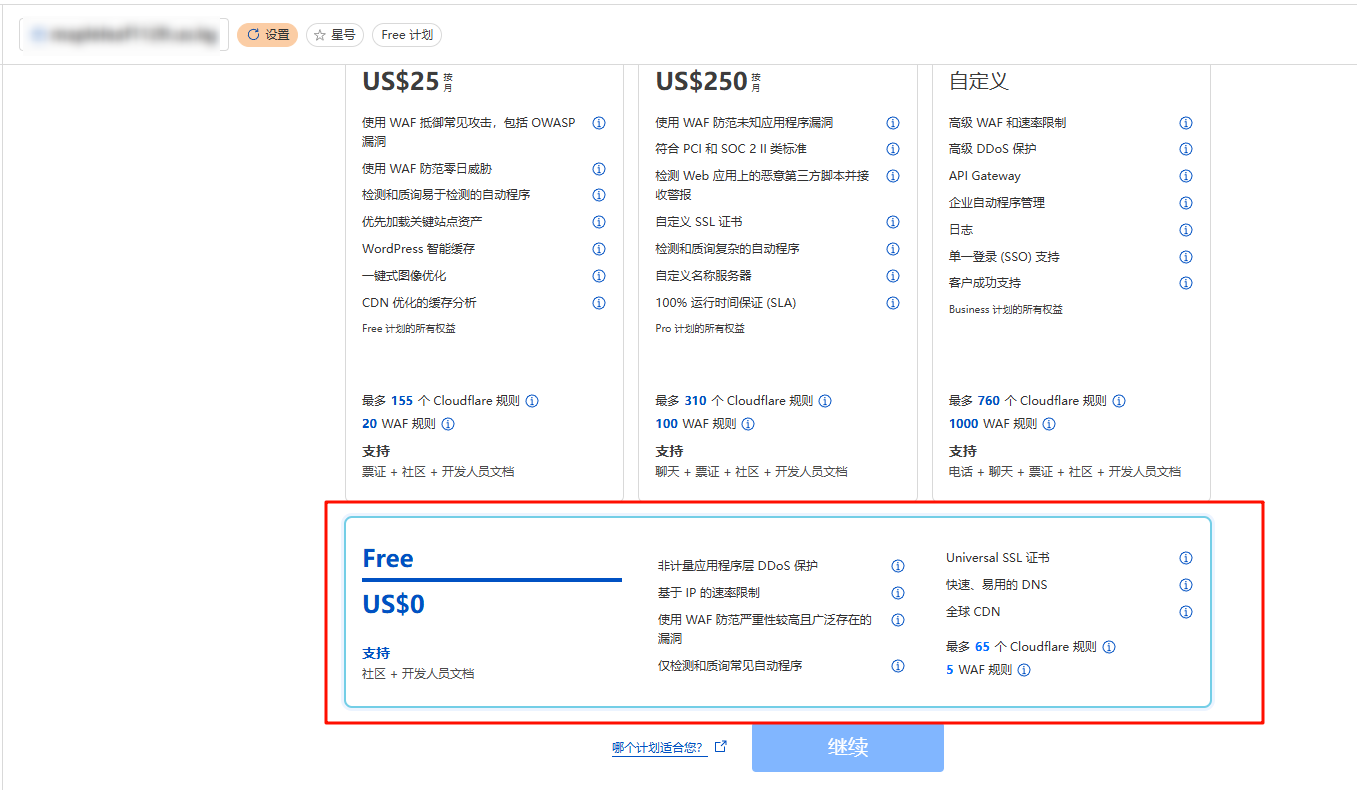 设置
星号
Free 计划
US$25 按月
使用 WAF 抵御常见攻击，包括 OWASP
漏洞
使用 WAF 防范零日威胁
检测和质询易于检测的自动程序
优先加载关键站点资产
WordPress 智能缓存
一键式图像优化
CDN 优化的缓存分析
Free 计划的所有权益
最多 155 个 Cloudflare 规则
20 WAF 规则
支持
票证 + 社区 + 开发人员文档
US$250 按月
使用 WAF 防范未知应用程序漏洞
符合 PCI 和 SOC 2 II 类标准
检测 Web 应用上的恶意第三方脚本并接
收警报
自定义 SSL 证书
检测和质询复杂的自动程序
自定义名称服务器
100% 运行时间保证 (SLA)
Pro 计划的所有权益
最多 310 个 Cloudflare 规则
100 WAF 规则
支持
聊天 + 票证 + 社区 + 开发人员文档
自定义
高级 WAF 和速率限制
高级 DDoS 保护
API Gateway
企业自动程序管理
日志
单一登录 (SSO) 支持
客户成功支持
Business 计划的所有权益
最多 760 个 Cloudflare 规则
1000 WAF 规则
支持
电话 + 聊天 + 票证 + 社区 + 开发人员文档
Free
US$0
支持
社区 + 开发人员文档
非计量应用程序层 DDoS 保护
基于 IP 的速率限制
使用 WAF 防范严重性较高且广泛存在的
漏洞
仅检测和质询常见自动程序
Universal SSL 证书
快速、易用的 DNS
全球 CDN
最多 65 个 Cloudflare 规则
5 WAF 规则
哪个计划适合您?
继续